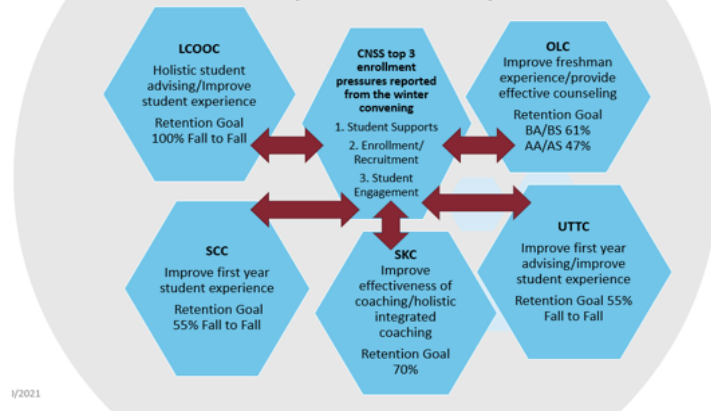 LCOOC
Holistic student
advising/Improve
student experience
Retention Goal
100% Fall to Fall
CNSS top 3
enrollment
pressures reported
from the winter
convening
1. Student Supports
2. Enrollment/
Recruitment
3. Student
Engagement
OLC
Improve freshman
experience/provide
effective counseling
Retention Goal
BA/BS 61%
AA/AS 47%
SCC
Improve first year
student experience
Retention Goal
55% Fall to Fall
SKC
Improve
effectiveness of
coaching/holistic
integrated
coaching
Retention Goal
70%
UTTC
Improve first year
advising/improve
student experience
Retention Goal 55%
Fall to Fall
/2021